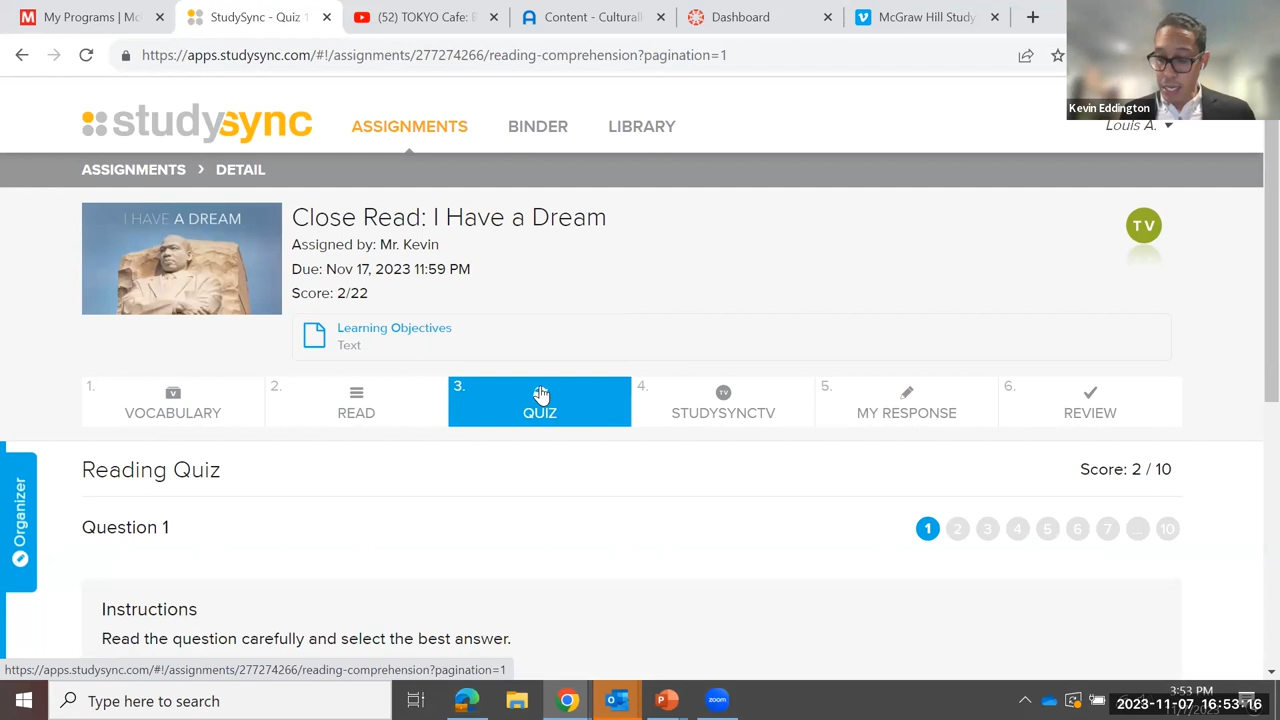 My Programs | Mc
StudySync - Quiz 1
(52) TOKYO Cafe: B
Content - Culturall
Dashboard
McGraw Hill Study
https://apps.studysync.com/#!/assignments/277274266/reading-comprehension?pagination=1
Kevin Eddington
studysync
ASSIGNMENTS
BINDER
LIBRARY
Louis A.
ASSIGNMENTS > DETAIL
I HAVE A DREAM
Close Read: I Have a Dream
Assigned by: Mr. Kevin
Due: Nov 17, 2023 11:59 PM
Score: 2/22
TV
Learning Objectives
Text
1. VOCABULARY
2. READ
3. QUIZ
4. STUDYSYNCTV
5. MY RESPONSE
6. REVIEW
Organizer
Reading Quiz
Score: 2 / 10
Question 1
1 2 3 4 5 6 7 ... 10
Instructions
Read the question carefully and select the best answer.
https://apps.studysync.com/#!/assignments/277274266/reading-comprehension?pagination=1
Type here to search
zoom
3:53 PM
2023-11-07 16:53:16